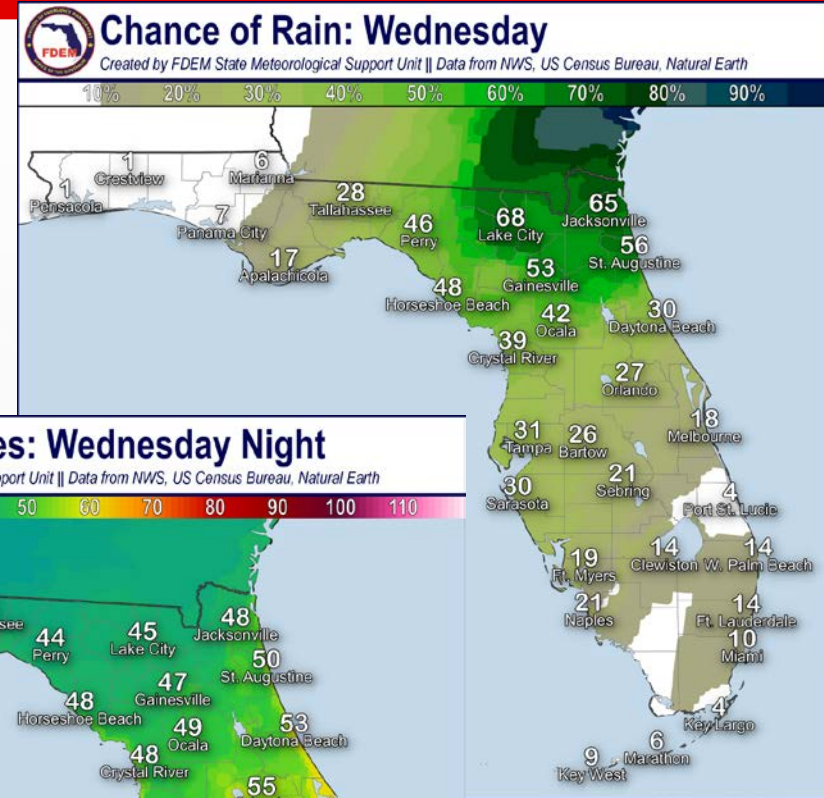 FDEM
Chance of Rain: Wednesday
Created by FDEM State Meteorological Support Unit || Data from NWS, US Census Bureau, Natural Earth
10% 20% 30% 40% 50% 60% 70% 80% 90%
1
Crestview
6
Marianna
1
Pensacola
7
Panama City
28
Tallahassee
17
Apalachicola
46
Perry
68
Lake City
65
Jacksonville
56
St. Augustine
53
Gainesville
48
Horseshoe Beach
42
Ocala
30
Daytona Beach
39
Crystal River
27
Orlando
18
Melbourne
31
Tampa
26
Bartow
30
Sarasota
21
Sebring
4
Port St. Lucie
19
Ft. Myers
14
Clewiston
14
W. Palm Beach
21
Naples
14
Ft. Lauderdale
10
Miami
4
Key Largo
6
Marathon
9
Key West
es: Wednesday Night
port Unit || Data from NWS, US Census Bureau, Natural Earth
50 60 70 80 90 100 110
see
44
Perry
45
Lake City
48
Jacksonville
50
St. Augustine
47
Gainesville
48
Horseshoe Beach
49
Ocala
53
Daytona Beach
48
Crystal River
55